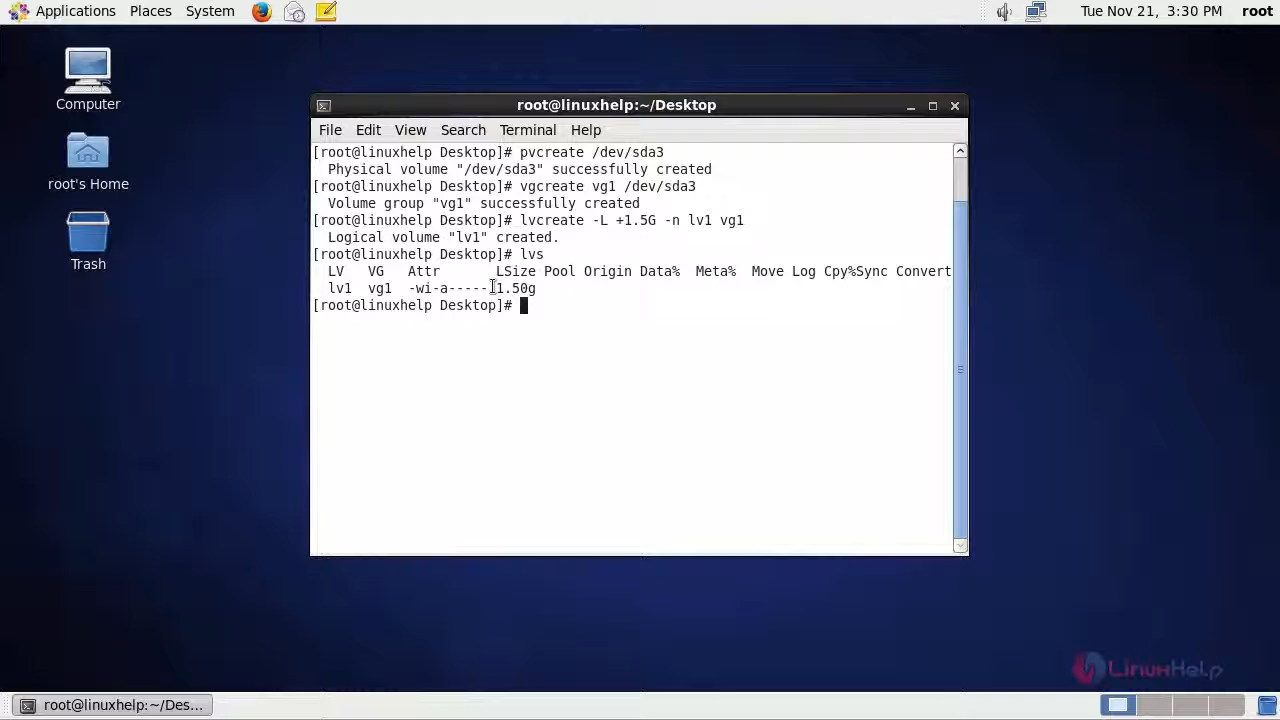 Applications Places System Tue Nov 21, 3:30 PM root
Computer
root's Home
Trash
root@linuxhelp:~/Desktop
File Edit View Search Terminal Help
[root@linuxhelp Desktop]# pvcreate /dev/sda3
  Physical volume "/dev/sda3" successfully created
[root@linuxhelp Desktop]# vgcreate vg1 /dev/sda3
  Volume group "vg1" successfully created
[root@linuxhelp Desktop]# lvcreate -L +1.5G -n lv1 vg1
  Logical volume "lv1" created.
[root@linuxhelp Desktop]# lvs
  LV   VG   Attr       LSize Pool Origin Data%  Meta%  Move Log Cpy%Sync Convert
  lv1  vg1  -wi-a----- 1.50g
[root@linuxhelp Desktop]#
LinuxHelp
root@linuxhelp:~/Des...